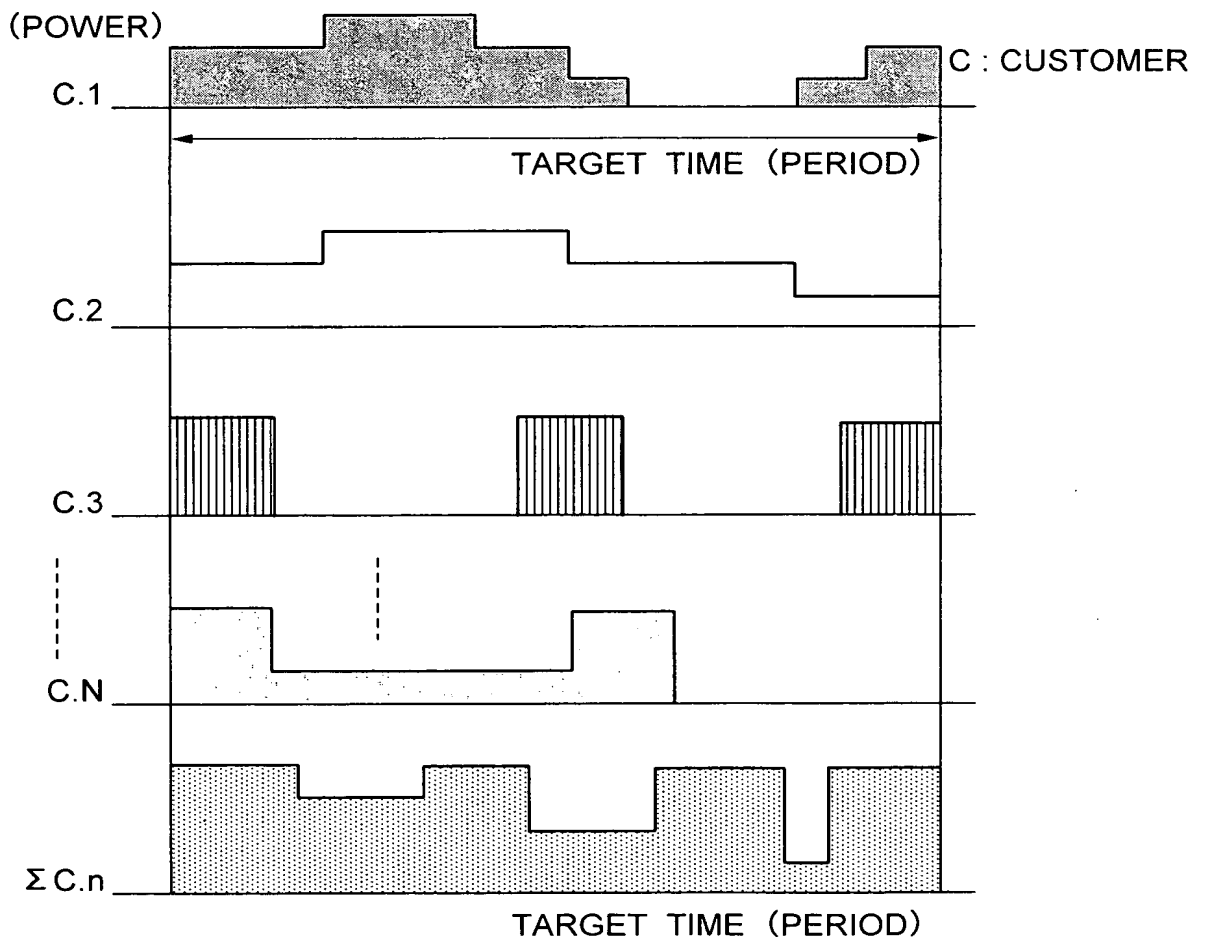 (POWER)
C : CUSTOMER
C.1
TARGET TIME (PERIOD)
C.2
C.3
C.N
Σ C.n
TARGET TIME (PERIOD)